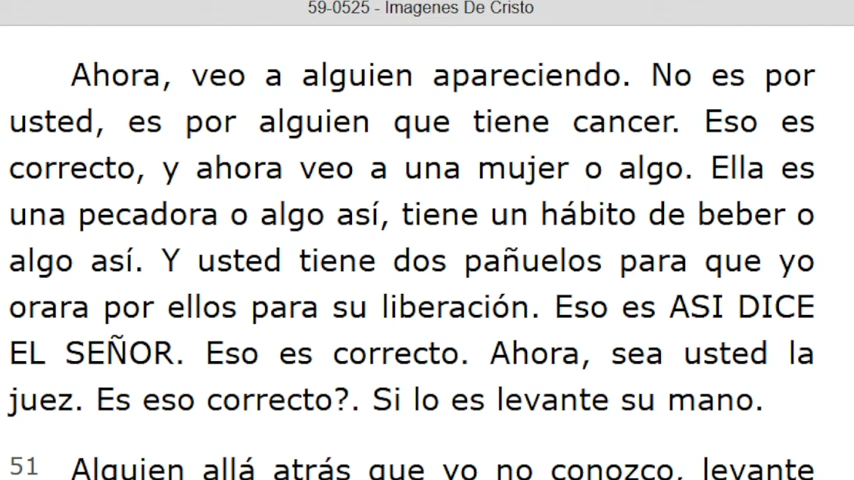 59-0525 - Imagenes De Cristo
Ahora, veo a alguien apareciendo. No es por
usted, es por alguien que tiene cancer. Eso es
correcto, y ahora veo a una mujer o algo. Ella es
una pecadora o algo así, tiene un hábito de beber o
algo así. Y usted tiene dos pañuelos para que yo
orara por ellos para su liberación. Eso es ASI DICE
EL SEÑOR. Eso es correcto. Ahora, sea usted la
juez. Es eso correcto?. Si lo es levante su mano.
51 Alguien allá atrás que yo no conozco, levante